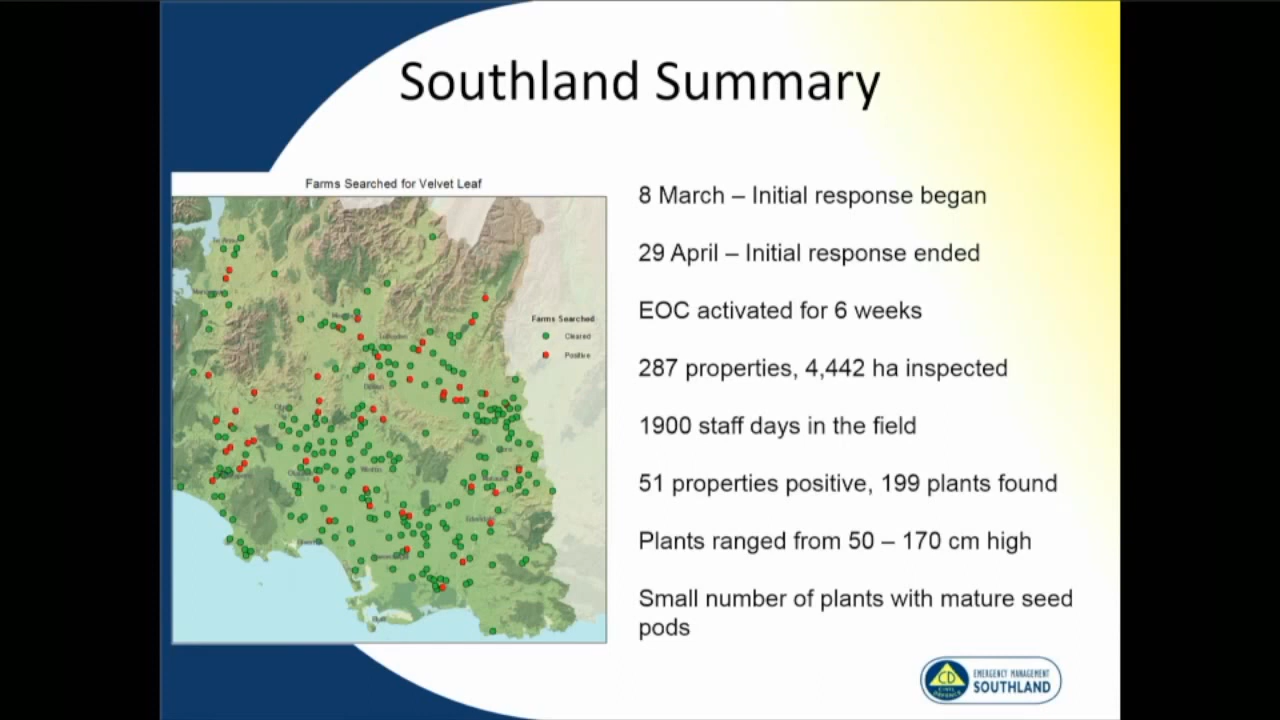 Southland Summary
Farms Searched for Velvet Leaf
Farms Searched
Cleared
Positive
8 March – Initial response began
29 April – Initial response ended
EOC activated for 6 weeks
287 properties, 4,442 ha inspected
1900 staff days in the field
51 properties positive, 199 plants found
Plants ranged from 50 – 170 cm high
Small number of plants with mature seed
pods
CD
CIVIL DEFENCE
EMERGENCY MANAGEMENT
SOUTHLAND